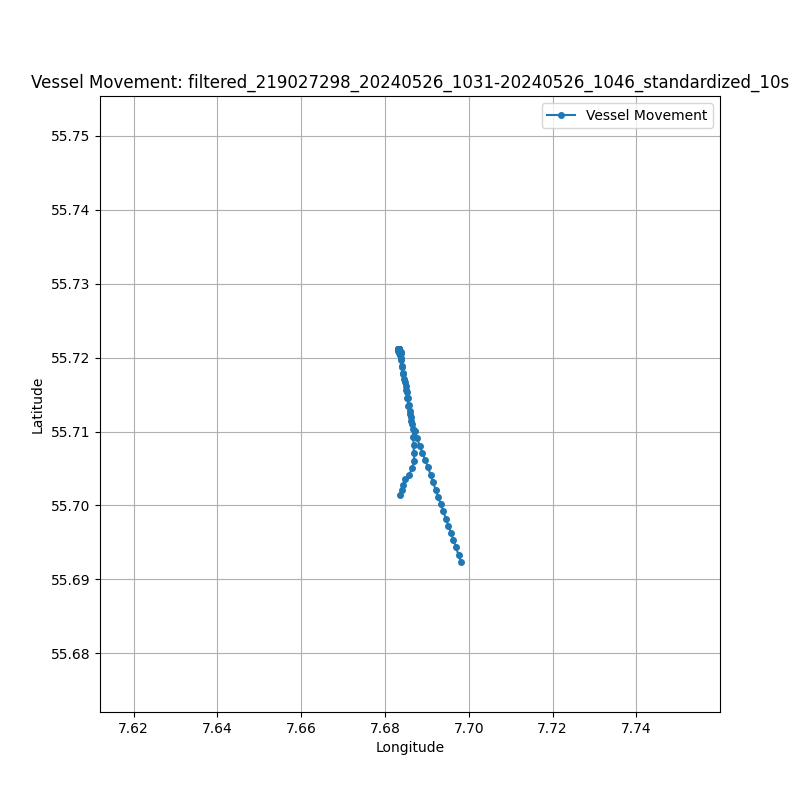 Vessel Movement: filtered_219027298_20240526_1031-20240526_1046_standardized_10s
Vessel Movement
55.75
55.74
55.73
55.72
55.71
55.70
55.69
55.68
Latitude
7.62 7.64 7.66 7.68 7.70 7.72 7.74
Longitude